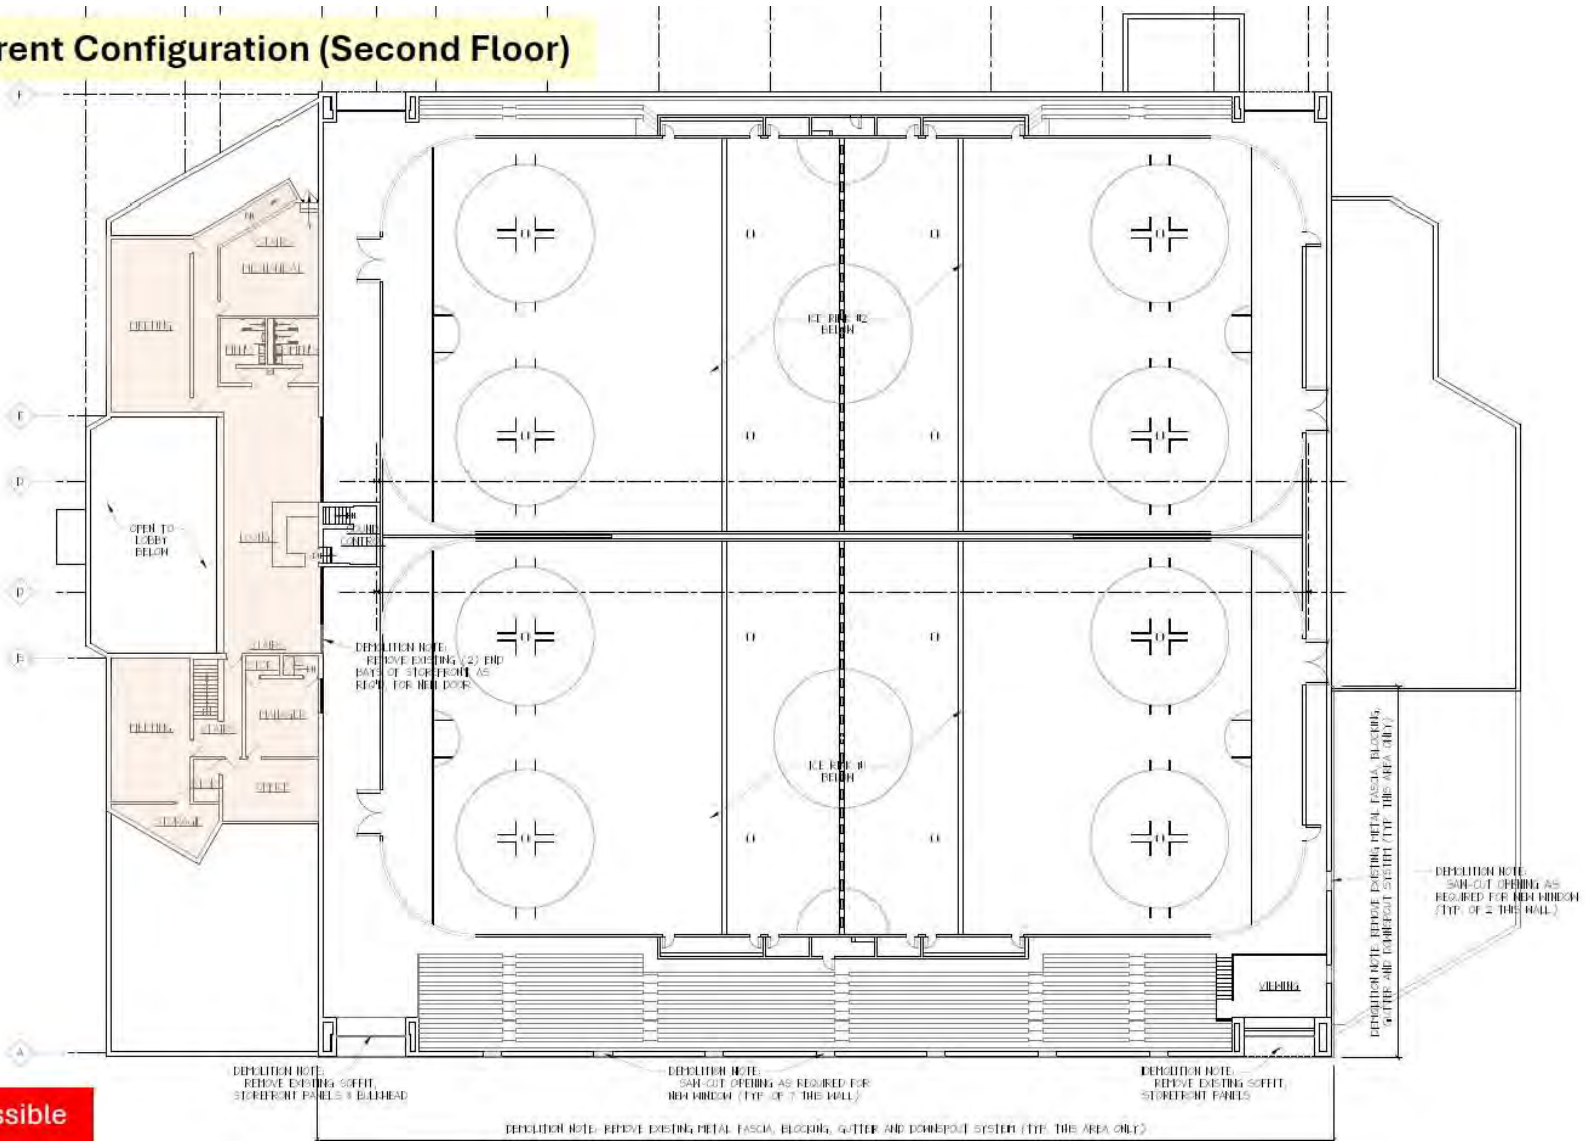 rent Configuration (Second Floor)
F
STAIRS
MECHANICAL
MEETING
ICE RINK #2
BELOW
MEN'S
E
D
OPEN TO
LOBBY
BELOW
SOUND
CONTROL
D
STAIRS
B
DEMOLITION NOTE:
REMOVE EXISTING (2) END
BAYS OF STOREFRONT AS
REQ'D. FOR NEW DOOR
MANAGER
MEETING
STAIRS
ICE RINK #1
BELOW
OFFICE
STORAGE
DEMOLITION NOTE: REMOVE EXISTING METAL FASCIA, BLOCKING,
GUTTER AND DOWNSPOUT SYSTEM (TYP. THIS AREA ONLY)
DEMOLITION NOTE:
SAW-CUT OPENING AS
REQUIRED FOR NEW WINDOW
(TYP. OF 2 THIS WALL)
VIEWING
A
DEMOLITION NOTE:
REMOVE EXISTING SOFFIT,
STOREFRONT PANELS & BULKHEAD
DEMOLITION NOTE:
SAW-CUT OPENING AS REQUIRED FOR
NEW WINDOW (TYP. OF 7 THIS WALL)
DEMOLITION NOTE:
REMOVE EXISTING SOFFIT,
STOREFRONT PANELS
ssible
DEMOLITION NOTE: REMOVE EXISTING METAL FASCIA, BLOCKING, GUTTER AND DOWNSPOUT SYSTEM (TYP. THIS AREA ONLY)